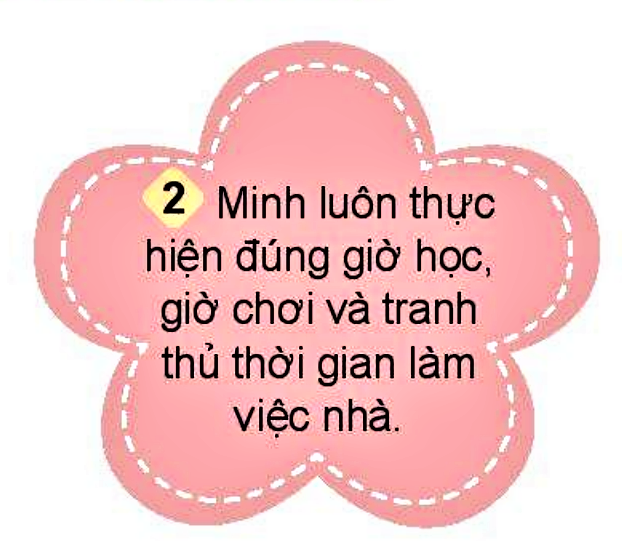 2 Minh luôn thực
hiện đúng giờ học,
giờ chơi và tranh
thủ thời gian làm
việc nhà.